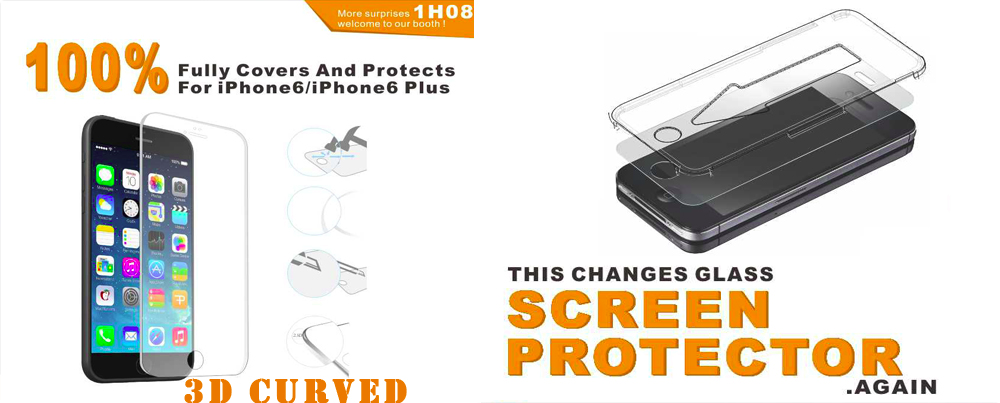 More surprises 1H08
welcome to our booth !
100%
Fully Covers And Protects
For iPhone6/iPhone6 Plus
3D CURVED
THIS CHANGES GLASS
SCREEN
PROTECTOR
.AGAIN